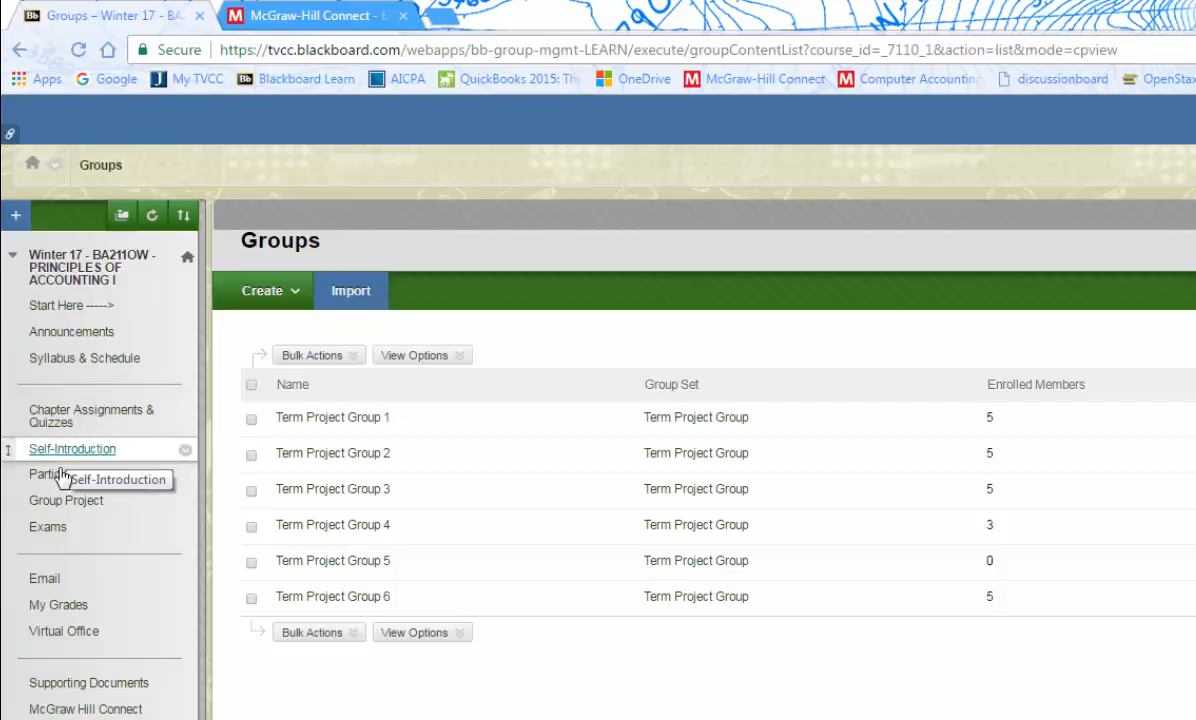 Groups – Winter 17 - BA
McGraw-Hill Connect -
Secure https://tvcc.blackboard.com/webapps/bb-group-mgmt-LEARN/execute/groupContentList?course_id=_7110_1&action=list&mode=cpview
Apps Google My TVCC Bb Blackboard Learn AICPA QuickBooks 2015: OneDrive M McGraw-Hill Connect M Computer discussionboard
Groups
Winter 17 - BA211OW -
PRINCIPLES OF
ACCOUNTING I
Start Here ----->
Announcements
Syllabus & Schedule
Chapter Assignments &
Quizzes
Self-Introduction
Self-Introduction
Group Project
Exams
Email
My Grades
Virtual Office
Supporting Documents
McGraw Hill Connect
Groups
Create Import
Bulk Actions View Options
Name Group Set Enrolled Members
Term Project Group 1 Term Project Group 5
Term Project Group 2 Term Project Group 5
Term Project Group 3 Term Project Group 5
Term Project Group 4 Term Project Group 3
Term Project Group 5 Term Project Group 0
Term Project Group 6 Term Project Group 5
Bulk Actions View Options